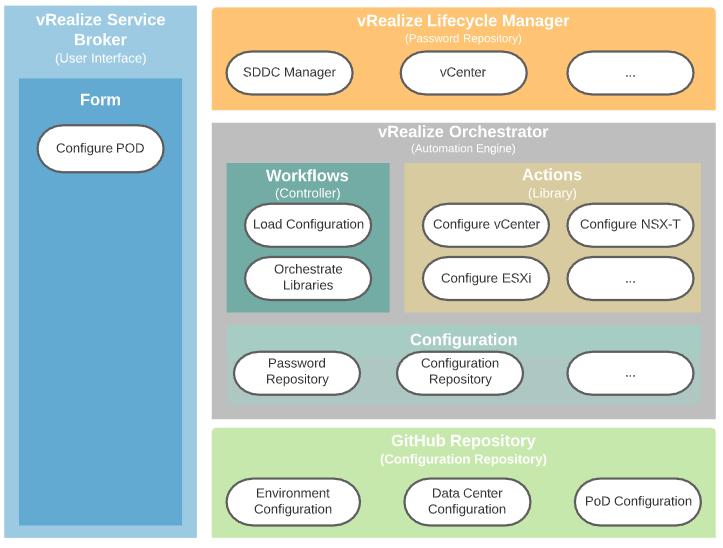 vRealize Service
Broker
(User Interface)
Form
Configure POD
vRealize Lifecycle Manager
(Password Repository)
SDDC Manager
vCenter
...
vRealize Orchestrator
(Automation Engine)
Workflows
(Controller)
Load Configuration
Orchestrate
Libraries
Actions
(Library)
Configure vCenter
Configure NSX-T
Configure ESXi
...
Configuration
Password
Repository
Configuration
Repository
...
GitHub Repository
(Configuration Repository)
Environment
Configuration
Data Center
Configuration
PoD Configuration